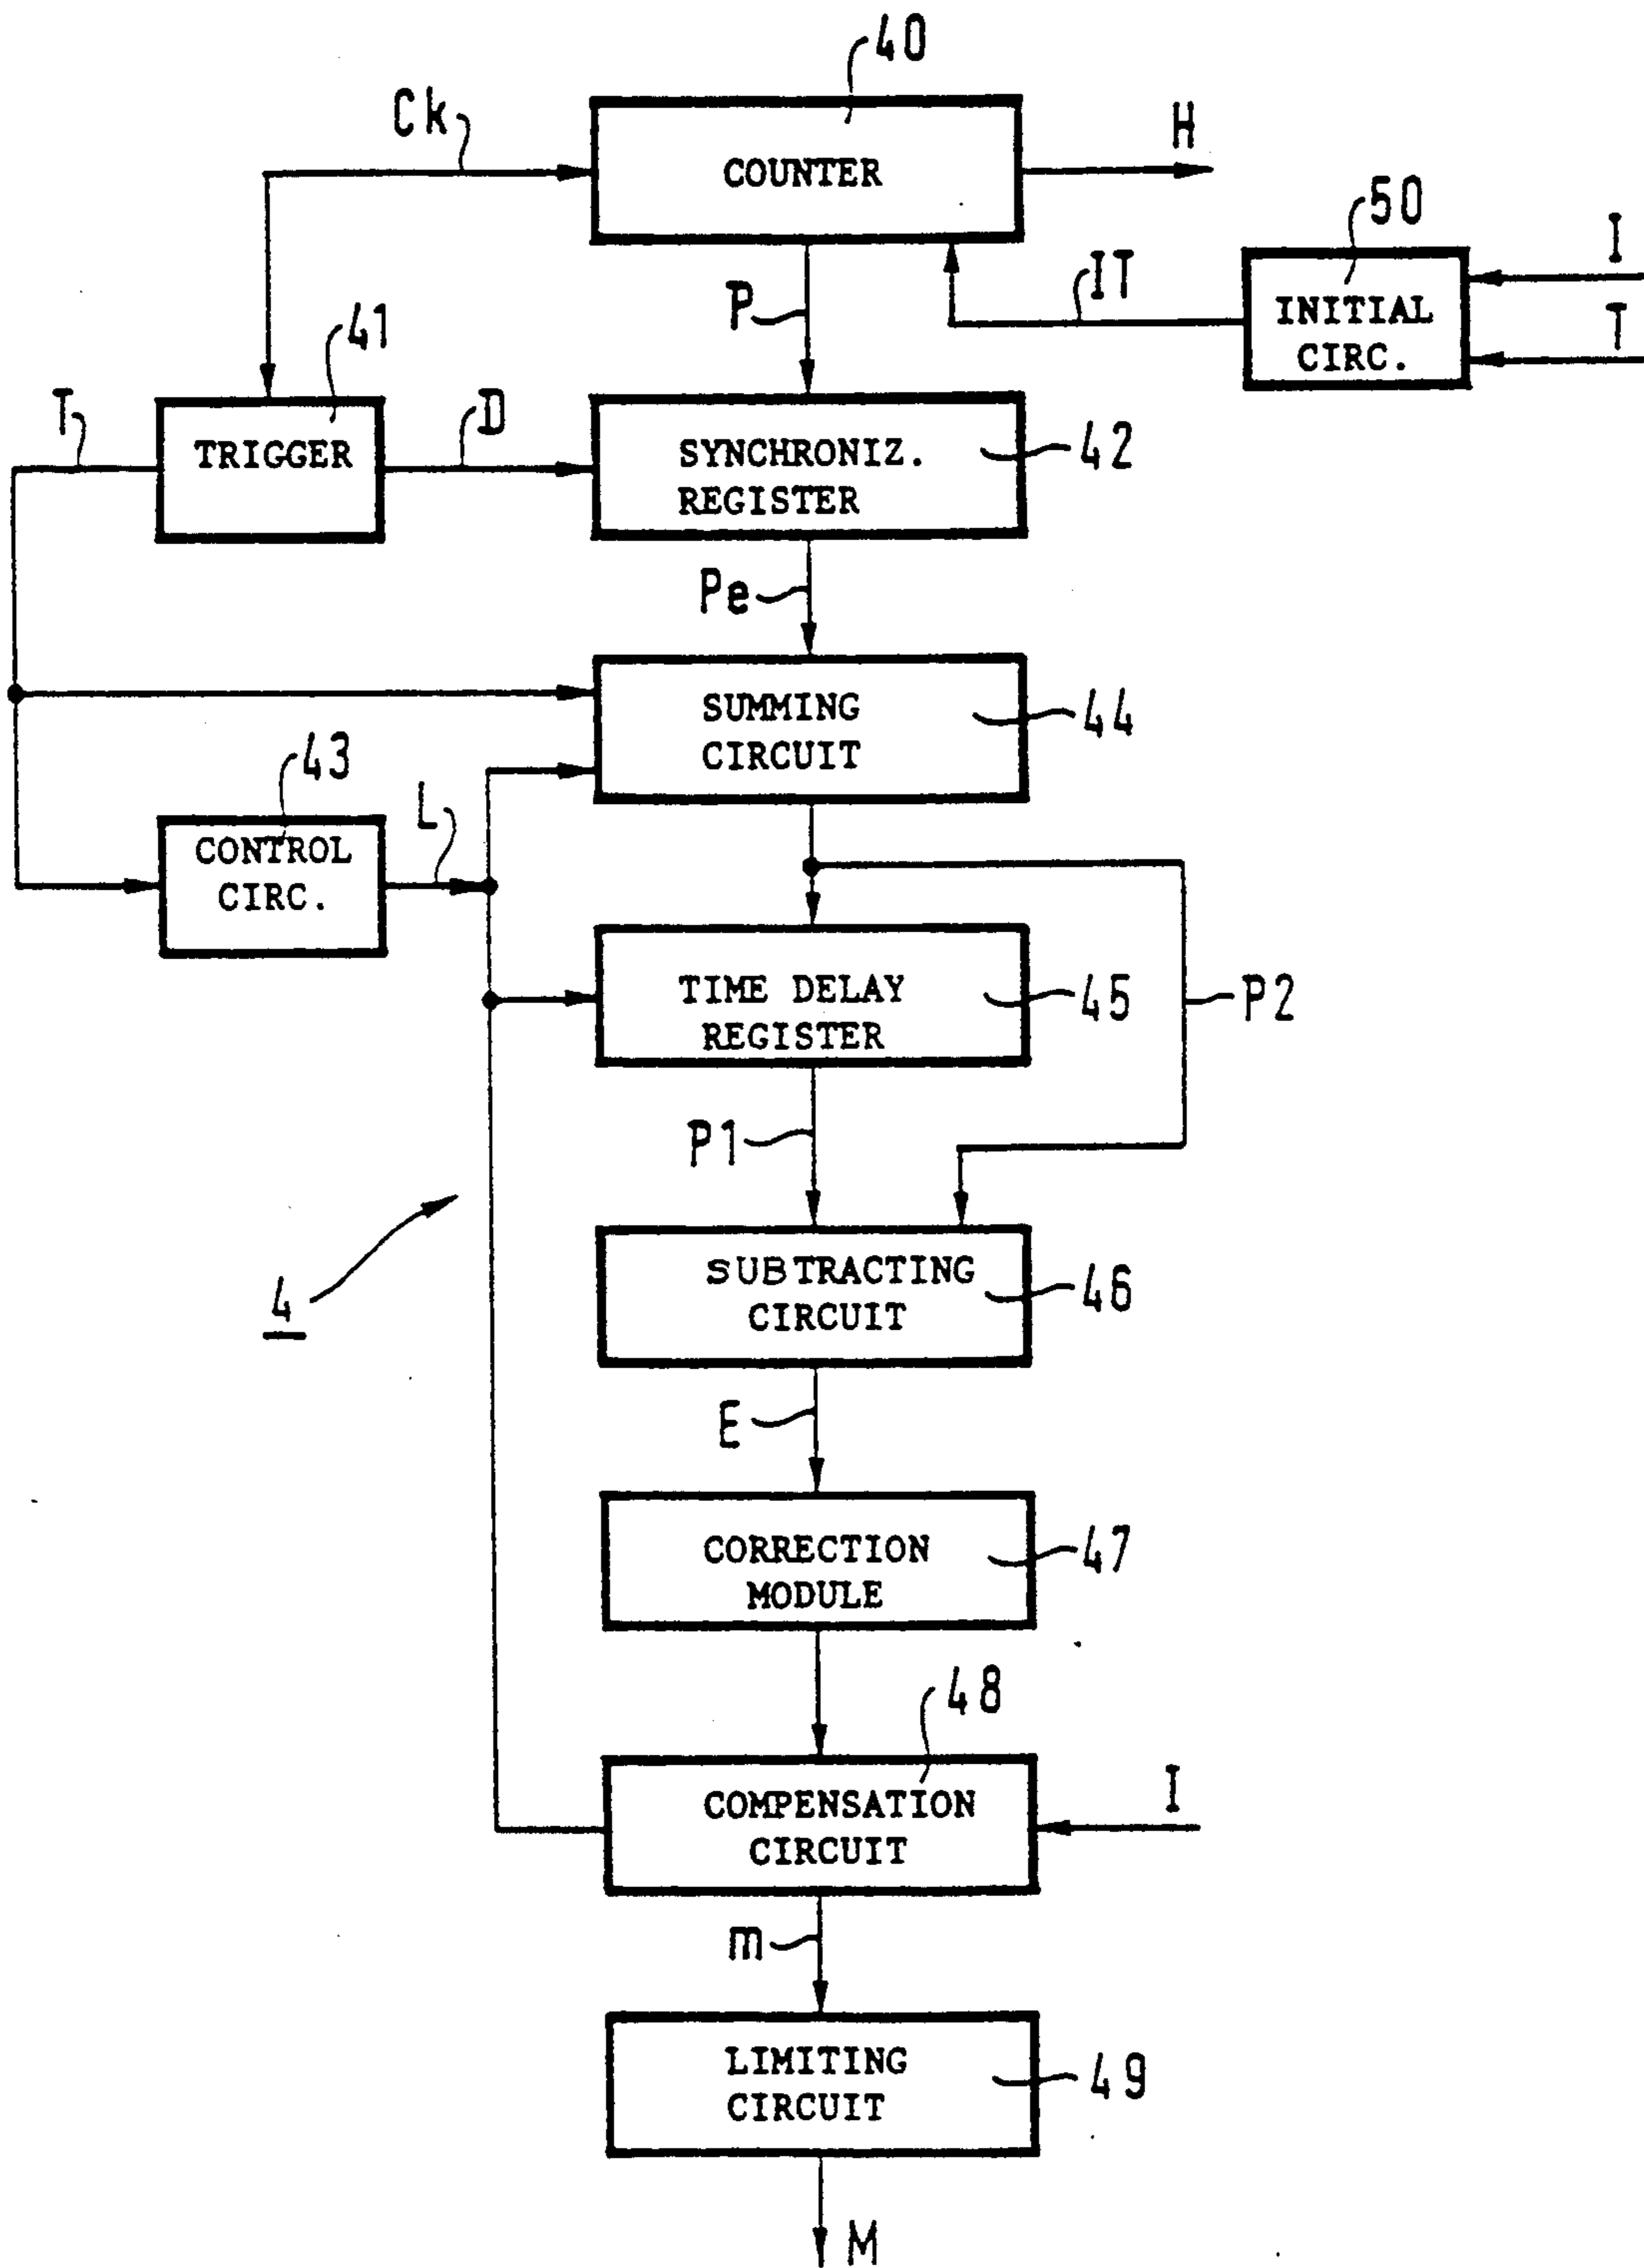 40
Ck
COUNTER
H
50
I
IT
INITIAL
CIRC.
T
P
41
T
TRIGGER
D
SYNCHRONIZ.
REGISTER
42
Pe
SUMMING
CIRCUIT
44
43
CONTROL
CIRC.
L
TIME DELAY
REGISTER
45
P2
P1
4
SUBTRACTING
CIRCUIT
46
E
CORRECTION
MODULE
47
48
COMPENSATION
CIRCUIT
I
m
LIMITING
CIRCUIT
49
M